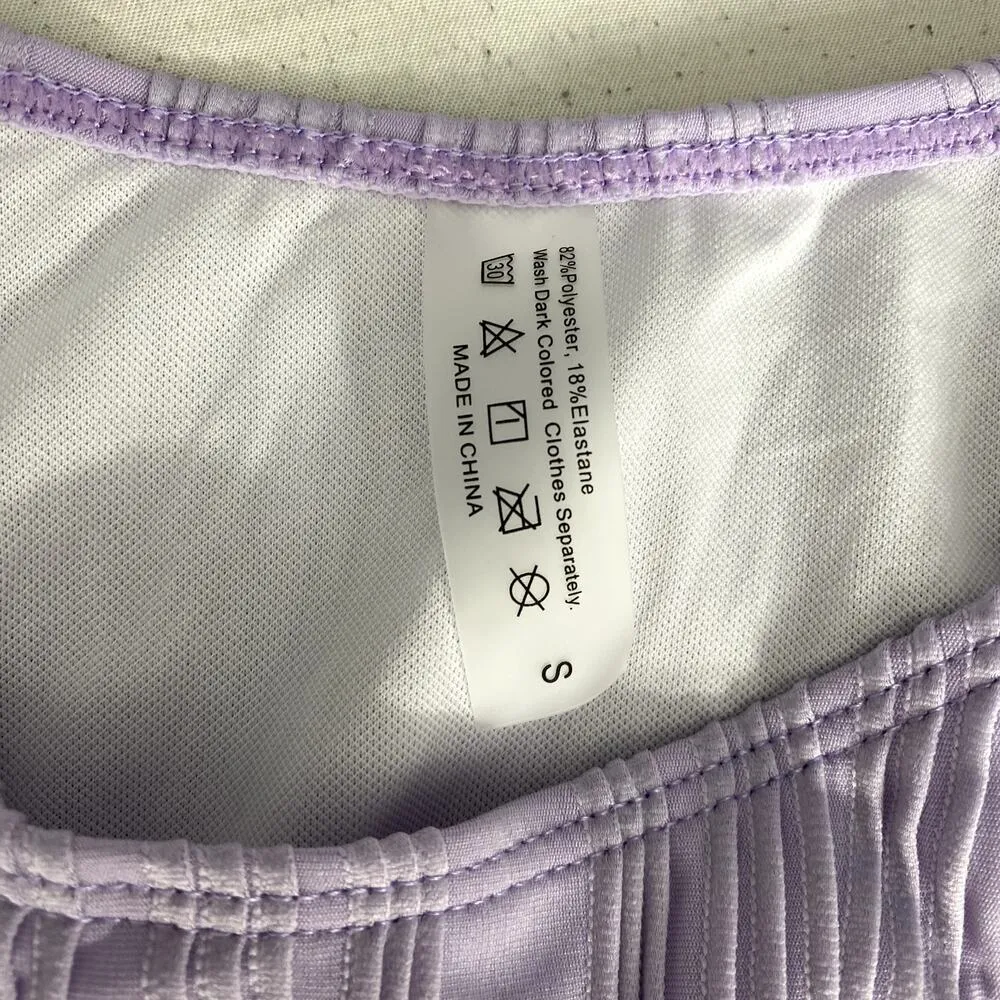 82%Polyester, 18%Elastane
Wash Dark Colored Clothes Separately.
30
MADE IN CHINA
S